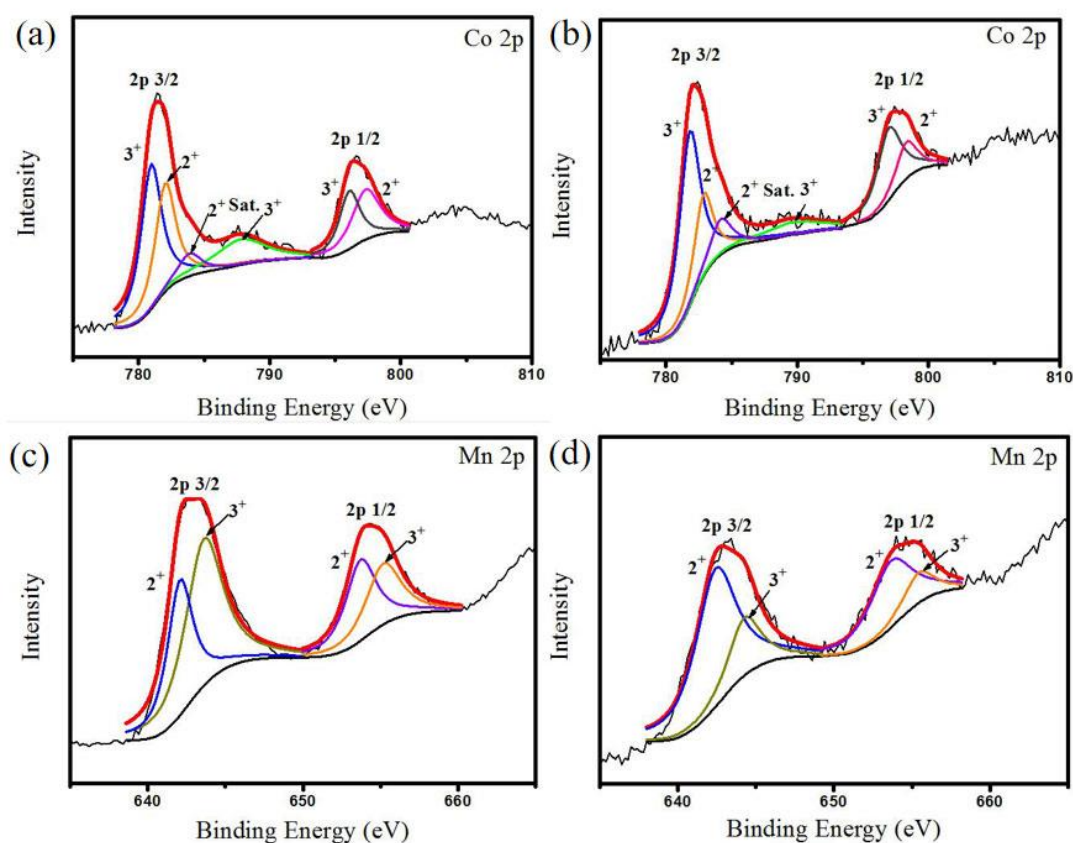 (a)
Co 2p
2p 3/2
3+
2+
2+ Sat. 3+
2p 1/2
3+
2+
Intensity
780 790 800 810
Binding Energy (eV)
(b)
Co 2p
2p 3/2
3+
2+
2+ Sat. 3+
2p 1/2
3+
2+
Intensity
780 790 800 810
Binding Energy (eV)
(c)
Mn 2p
2p 3/2
3+
2+
2p 1/2
2+
3+
Intensity
640 650 660
Binding Energy (eV)
(d)
Mn 2p
2p 3/2
2+
3+
2p 1/2
2+
3+
Intensity
640 650 660
Binding Energy (eV)